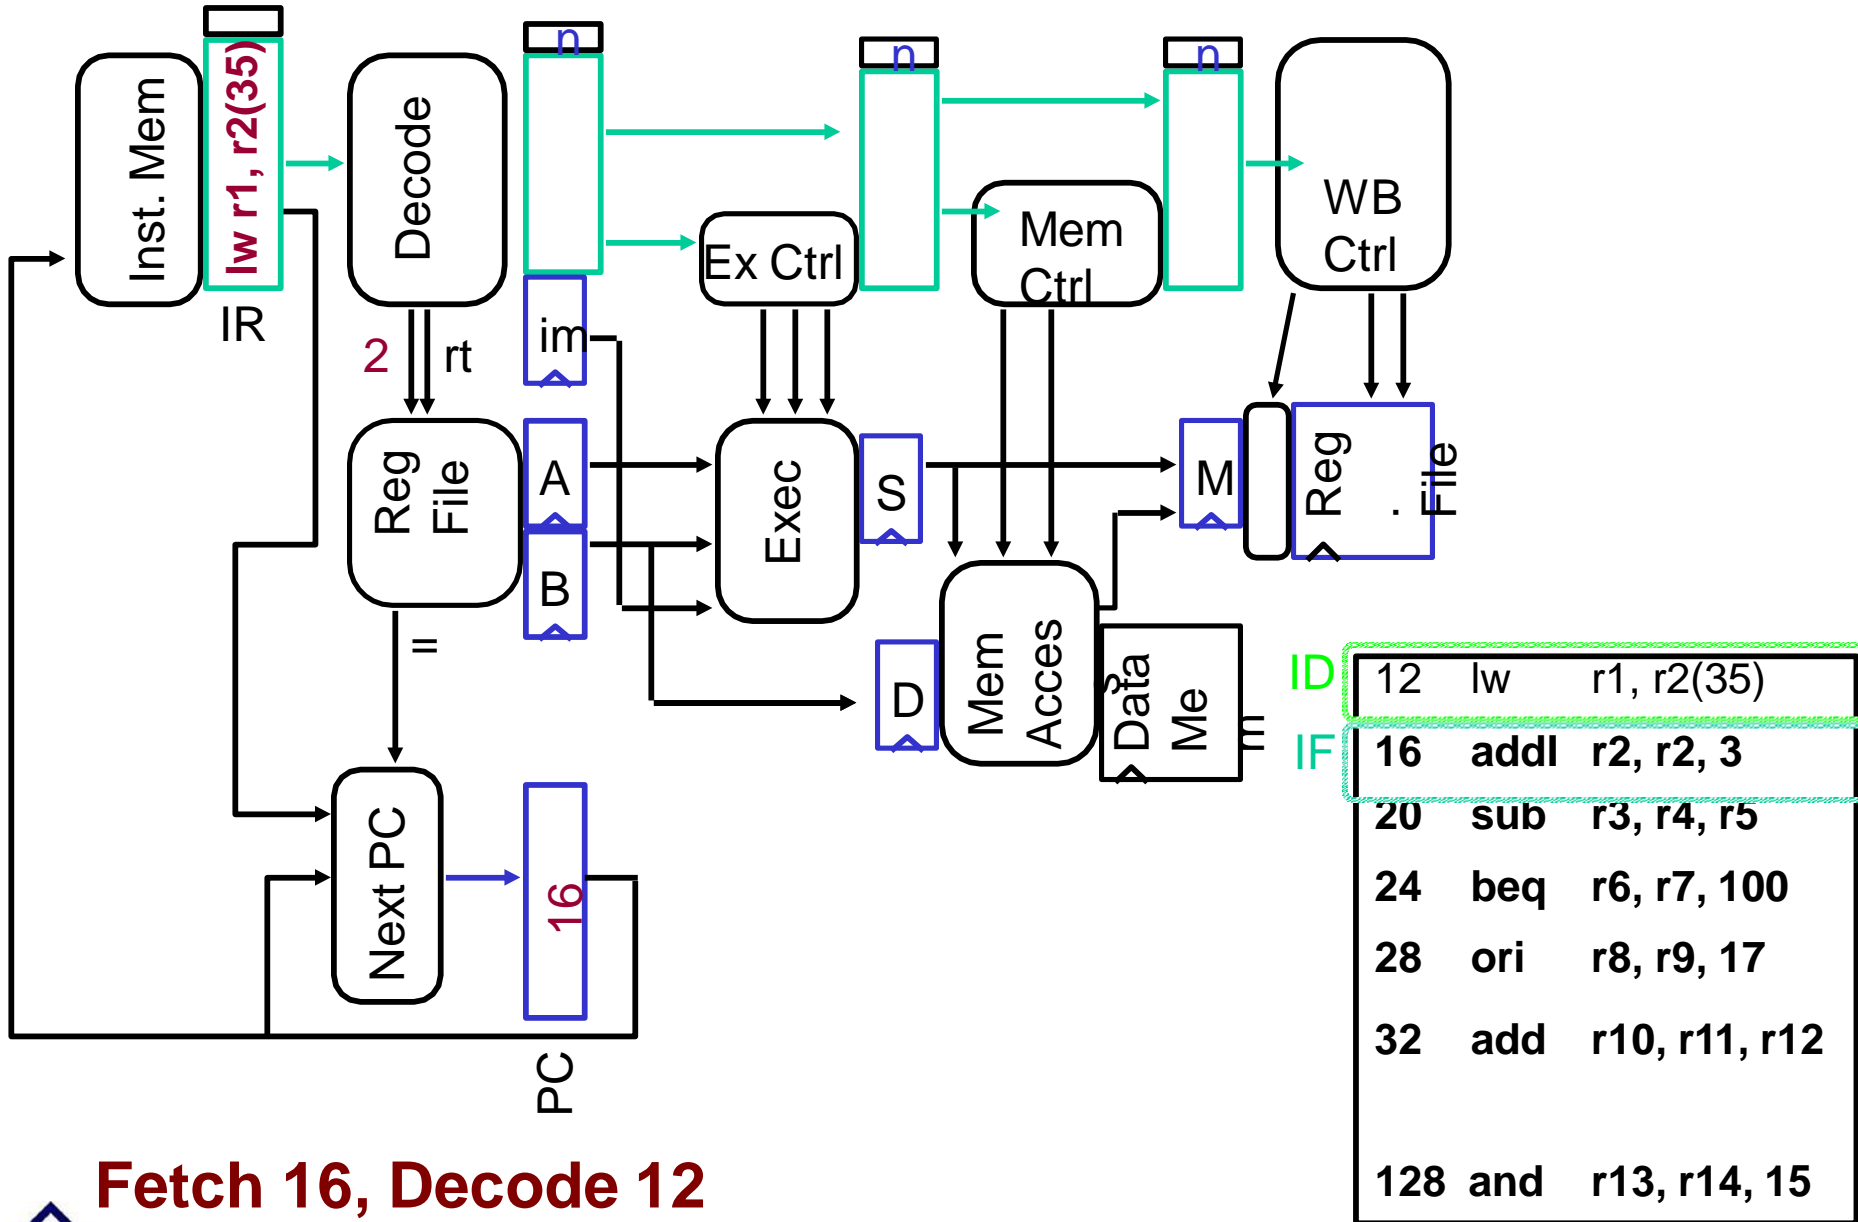 n
n
n
Inst. Mem
lw r1, r2(35)
Decode
WB
Ctrl
Mem
Ctrl
Ex Ctrl
IR
2
rt
im
Reg
File
A
B
Exec
S
M
Reg
.
File
=
D
Mem
Acces
s
Data
Me
m
Next PC
16
PC
ID
12 lw r1, r2(35)
IF
16 addI r2, r2, 3
20 sub r3, r4, r5
24 beq r6, r7, 100
28 ori r8, r9, 17
32 add r10, r11, r12
128 and r13, r14, 15
Fetch 16, Decode 12